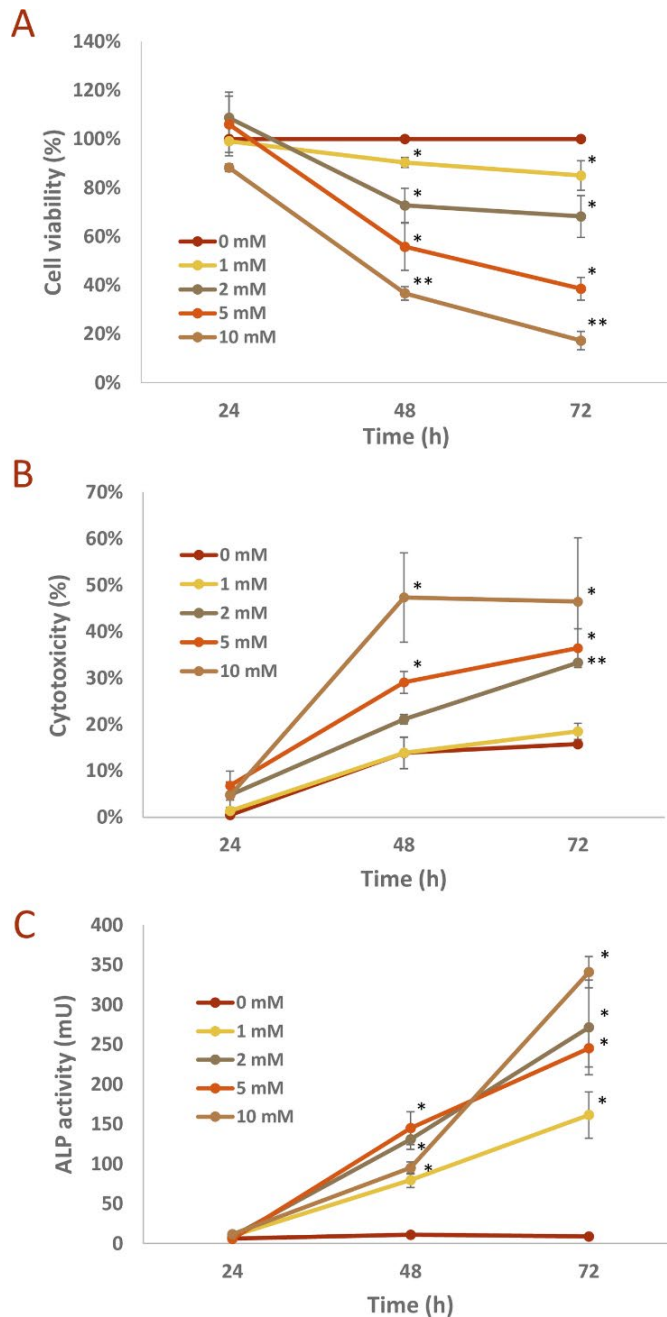 A
140%
120%
100%
80%
60%
40%
20%
0%
Cell viability (%)
0 mM
1 mM
2 mM
5 mM
10 mM
*
*
*
*
*
*
**
**
24
48
72
Time (h)
B
70%
60%
50%
40%
30%
20%
10%
0%
Cytotoxicity (%)
0 mM
1 mM
2 mM
5 mM
10 mM
*
*
*
*
**
24
48
72
Time (h)
C
400
350
300
250
200
150
100
50
0
ALP activity (mU)
0 mM
1 mM
2 mM
5 mM
10 mM
*
*
*
*
*
*
*
24
48
72
Time (h)